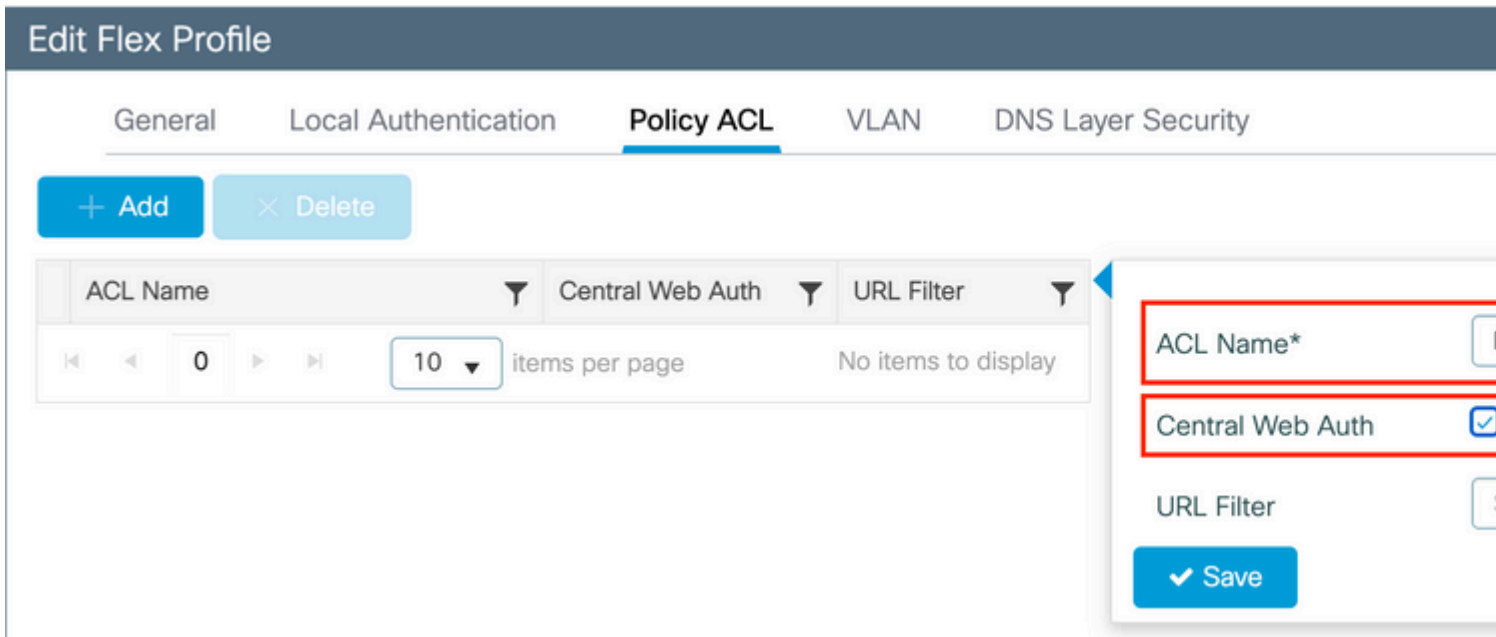 Edit Flex Profile
General Local Authentication Policy ACL VLAN DNS Layer Security
+ Add × Delete
ACL Name Central Web Auth URL Filter
0 10 items per page No items to display
ACL Name*
Central Web Auth
URL Filter
Save